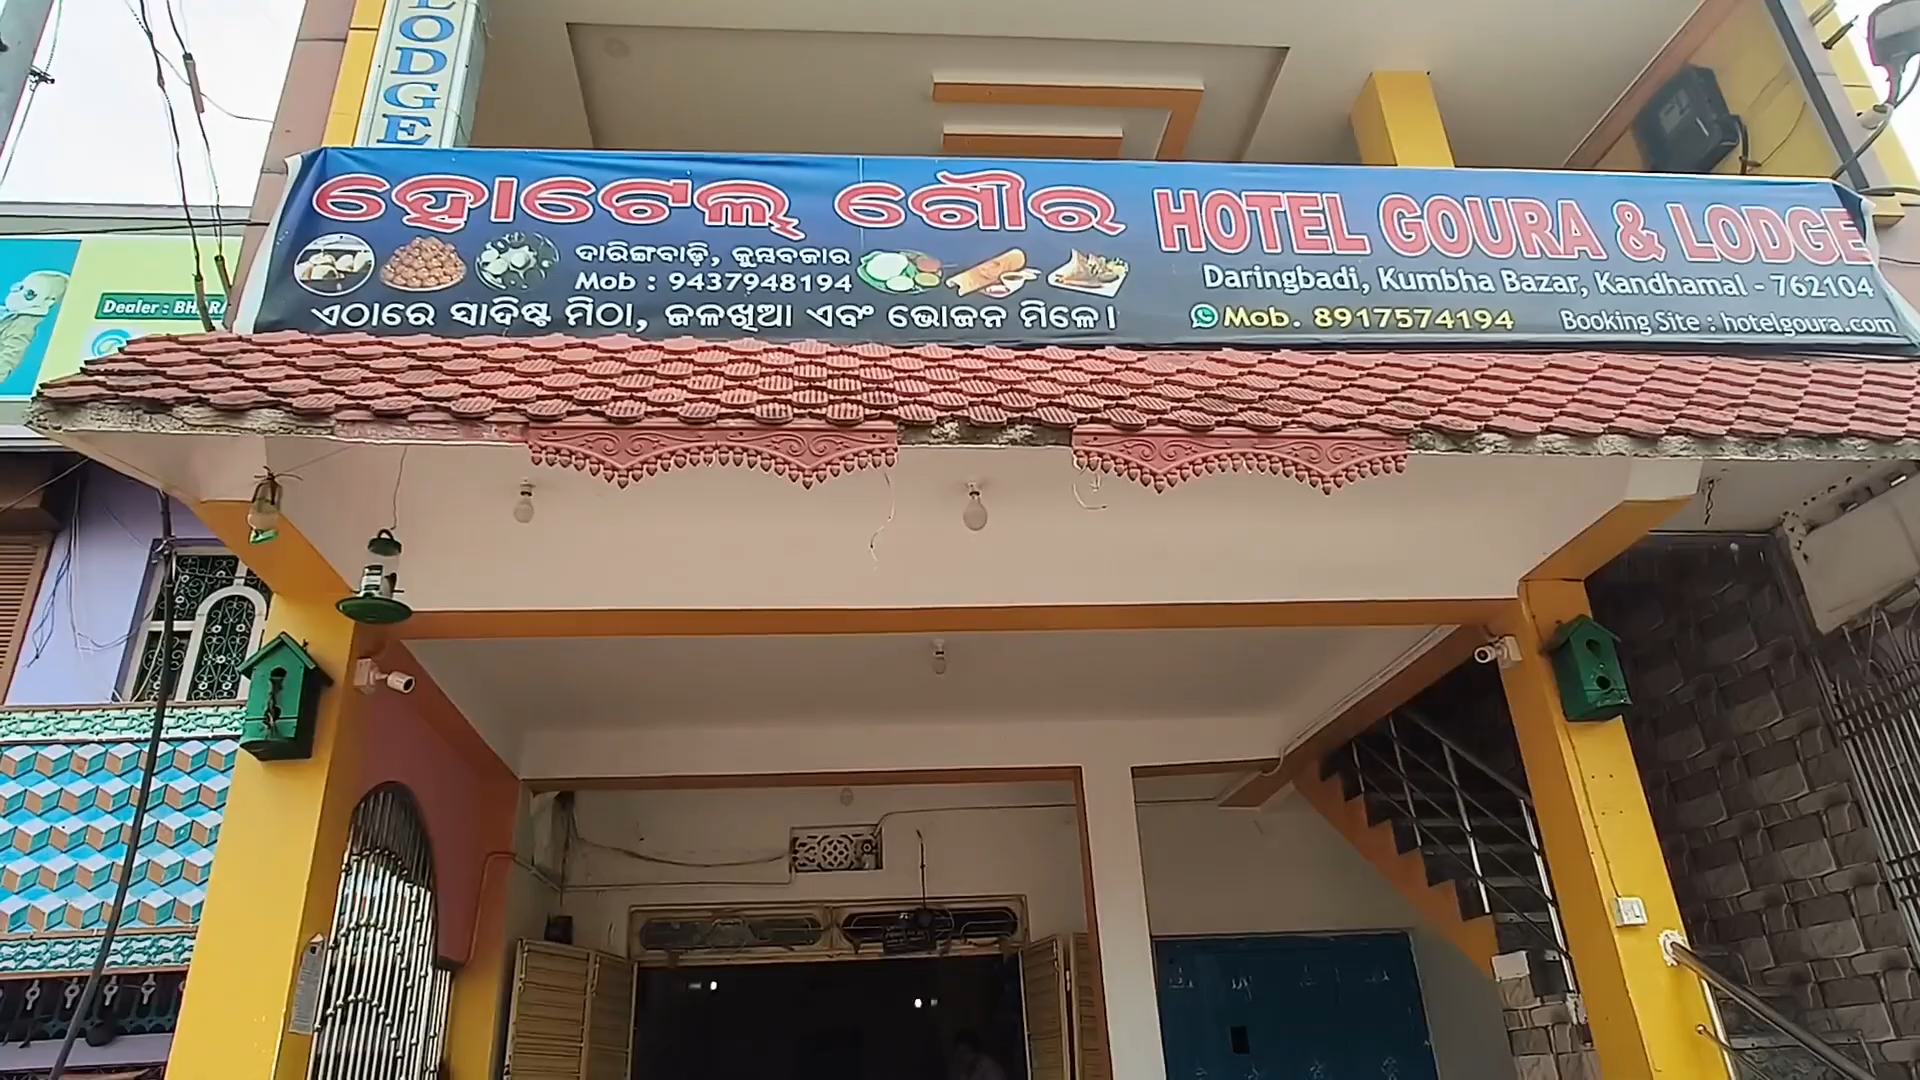 LODGE
ହୋଟେଲ୍ ଗୌର
HOTEL GOURA & LODGE
ଦାରିଙ୍ଗବାଡ଼ି, କୁମ୍ଭବଜାର
Mob : 9437948194
Daringbadi, Kumbha Bazar, Kandhamal - 762104
ଏଠାରେ ସାଦିଷ୍ଟ ମିଠା, ଜଳଖିଆ ଏବଂ ଭୋଜନ ମିଳେ।
Mob. 8917574194
Booking Site : hotelgoura.com
Dealer :